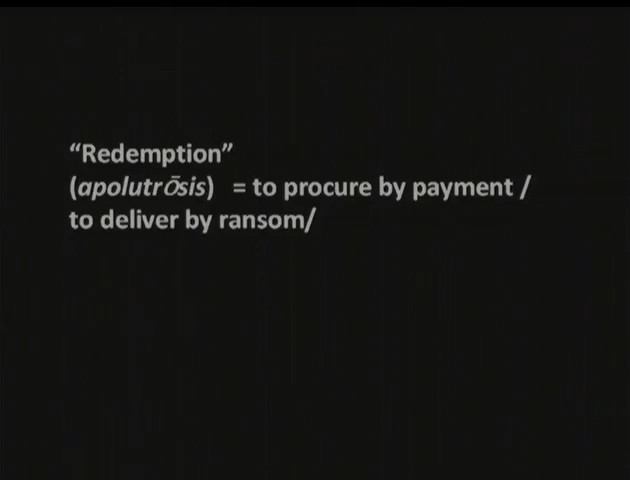 “Redemption”
(apolutrŌsis) = to procure by payment /
to deliver by ransom/